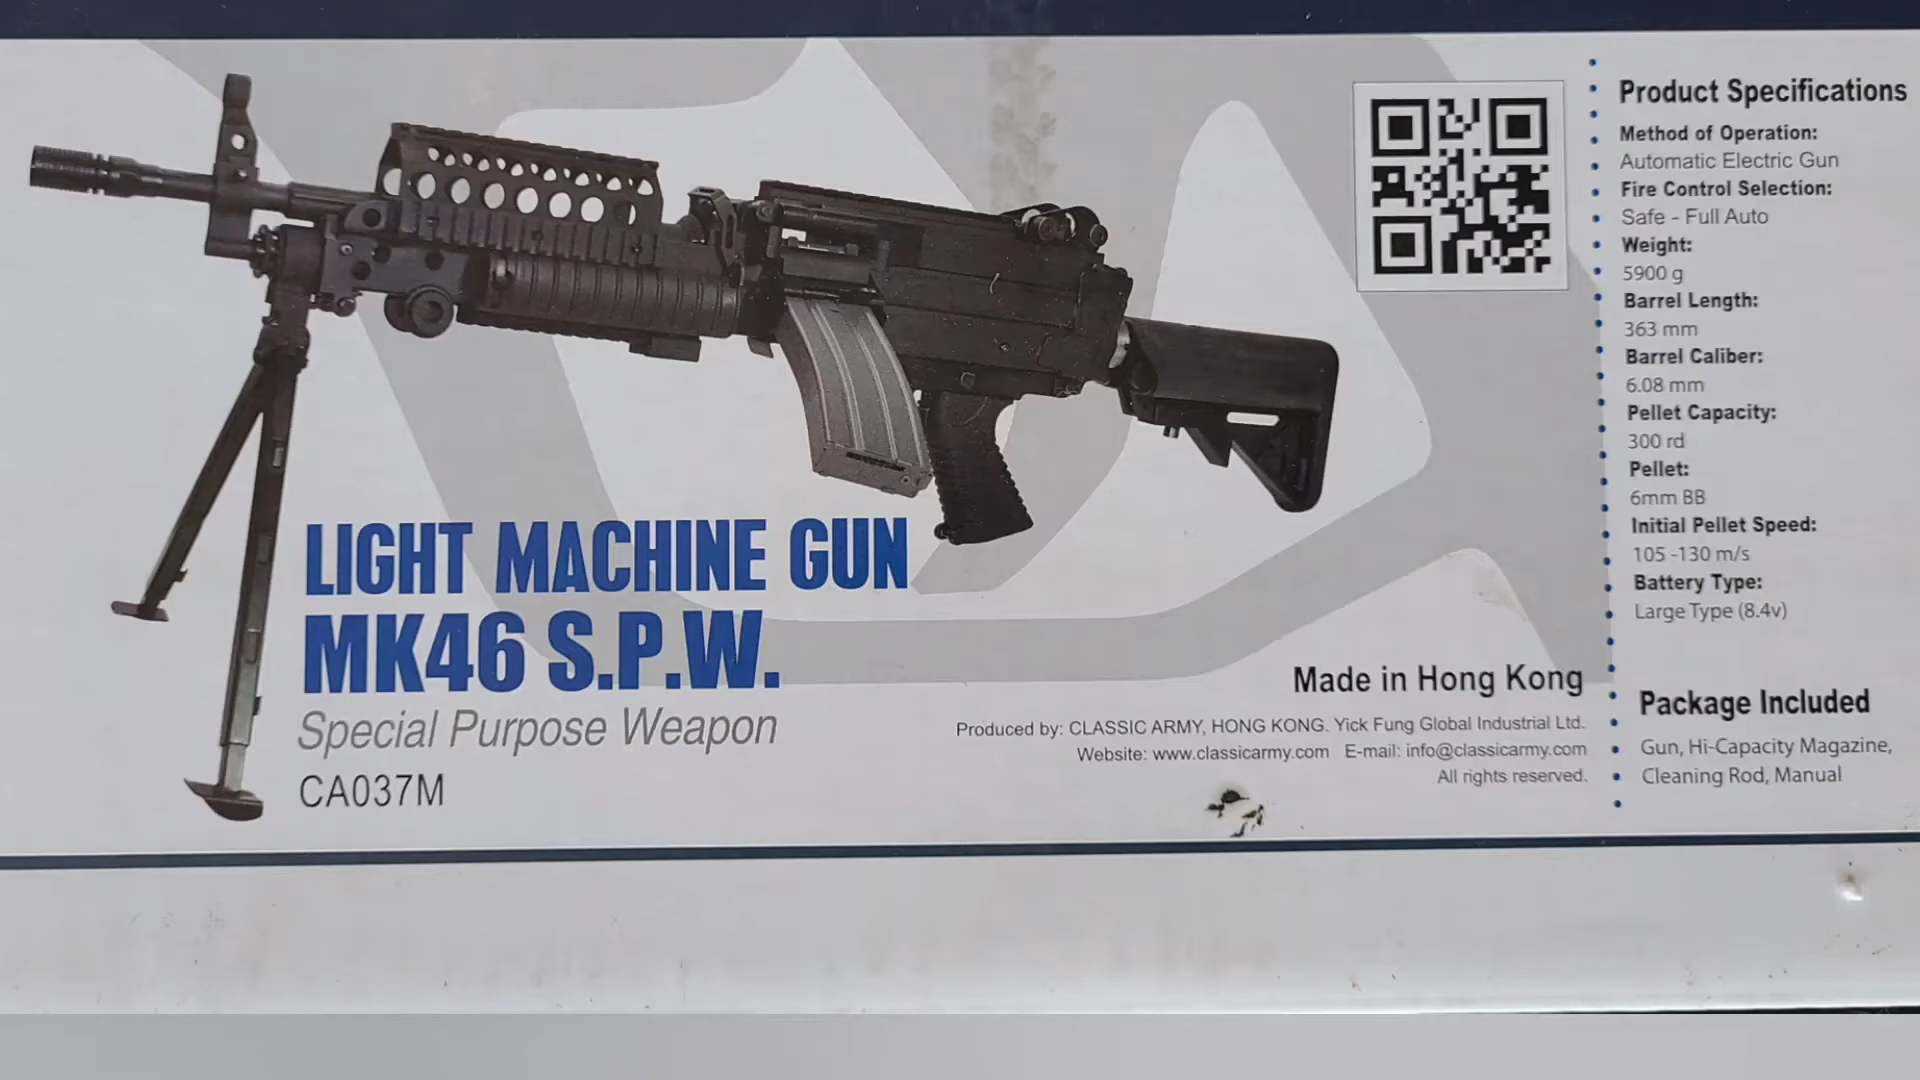 LIGHT MACHINE GUN
MK46 S.P.W.
Special Purpose Weapon
CA037M
Made in Hong Kong
Produced by: CLASSIC ARMY, HONG KONG. Yick Fung Global Industrial Ltd.
Website: www.classicarmy.com E-mail: info@classicarmy.com
All rights reserved.
Product Specifications
Method of Operation:
Automatic Electric Gun
Fire Control Selection:
Safe - Full Auto
Weight:
5900 g
Barrel Length:
363 mm
Barrel Caliber:
6.08 mm
Pellet Capacity:
300 rd
Pellet:
6mm BB
Initial Pellet Speed:
105 -130 m/s
Battery Type:
Large Type (8.4v)
Package Included
Gun, Hi-Capacity Magazine,
Cleaning Rod, Manual